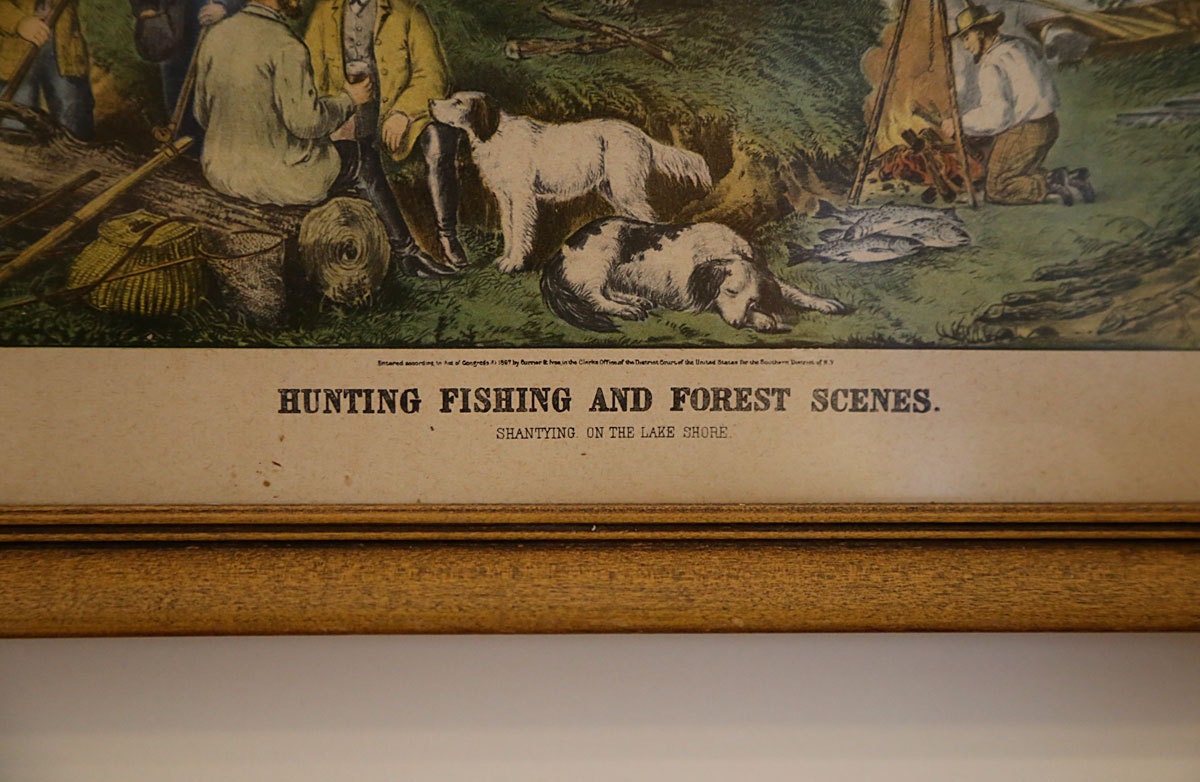 Entered according to Act of Congress AD 1867 by Currier & Ives, in the Clerks Office of the District Court of the United States for the Southern District of N.Y
HUNTING FISHING AND FOREST SCENES.
SHANTYING. ON THE LAKE SHORE.